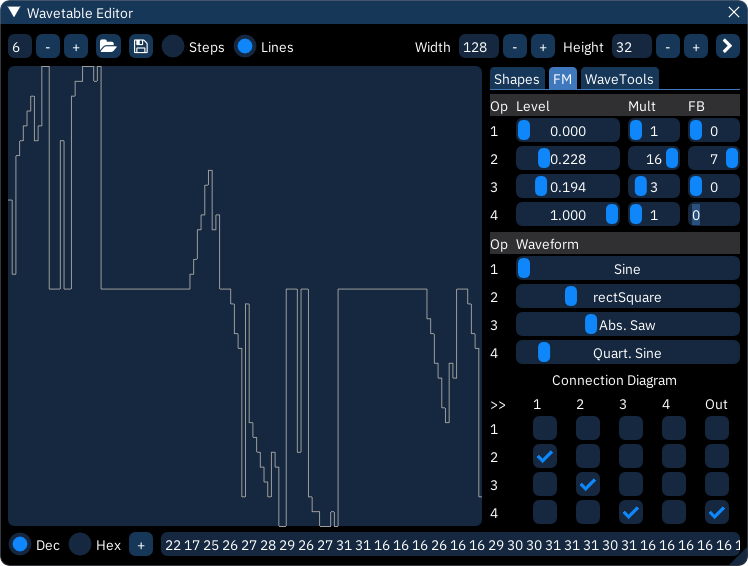 Wavetable Editor
6 - + Steps Lines Width 128 - + Height 32 - +
Shapes FM WaveTools
Op Level Mult FB
1 0.000 1 0
2 0.228 16 7
3 0.194 3 0
4 1.000 1 0
Op Waveform
1 Sine
2 rectSquare
3 Abs. Saw
4 Quart. Sine
Connection Diagram
>> 1 2 3 4 Out
1
2
3
4
Dec Hex + 22 17 25 26 27 28 29 26 27 31 31 16 16 16 26 16 29 30 30 31 31 31 30 31 16 16 16 16 16